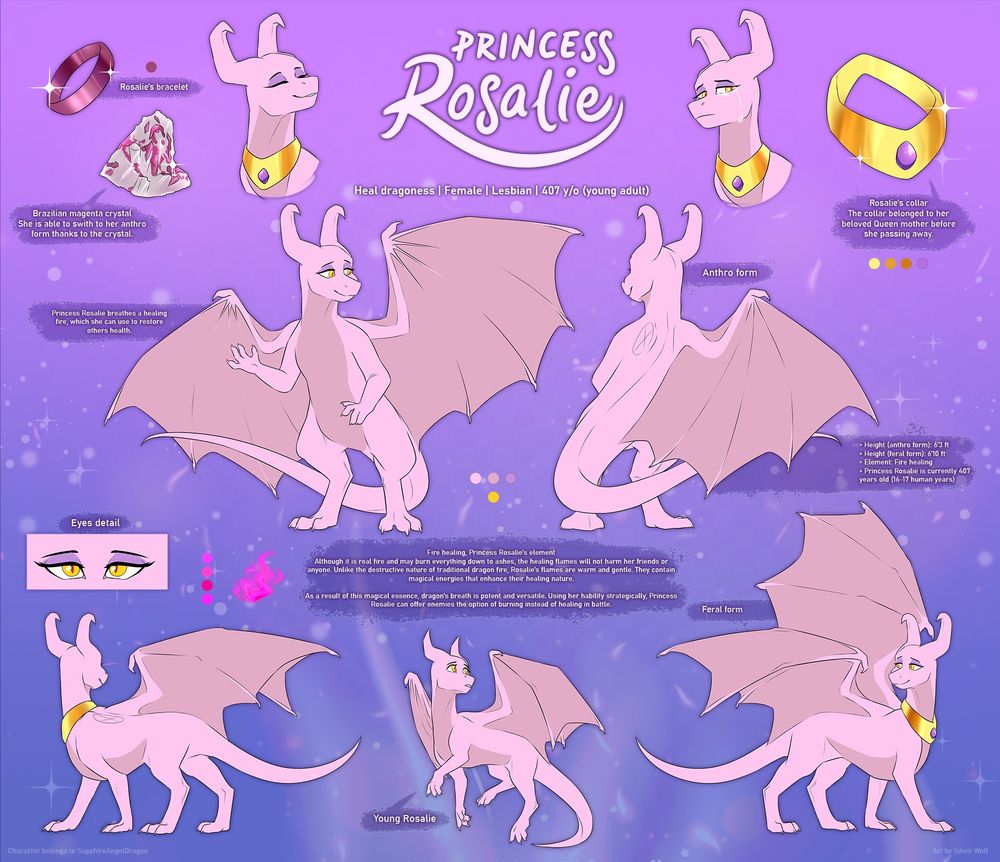 PRINCESS
Rosalie
Heal dragoness | Female | Lesbian | 407 y/o (young adult)
Rosalie's bracelet
Brazilian magenta crystal
She is able to swith to her anthro
form thanks to the crystal.
Rosalie's collar
The collar belonged to her
beloved Queen mother before
she passing away.
Anthro form
Princess Rosalie breathes a healing
fire, which she can use to restore
others health.
• Height (anthro form): 6'3 ft
• Height (feral form): 6'10 ft
• Element: Fire healing
• Princess Rosalie is currently 407
years old (16-17 human years)
Eyes detail
Fire healing, Princess Rosalie's element
Although it is real fire and may burn everything down to ashes, the healing flames will not harm her friends or
anyone. Unlike the destructive nature of traditional dragon fire, Rosalie's flames are warm and gentle. They contain
magical energies that enhance their healing nature.
As a result of this magical essence, dragon's breath is potent and versatile. Using her hability strategically, Princess
Rosalie can offer enemies the option of burning instead of healing in battle.
Feral form
Young Rosalie
Character belongs to SapphireAngelDragon
Art by Silent Wolf